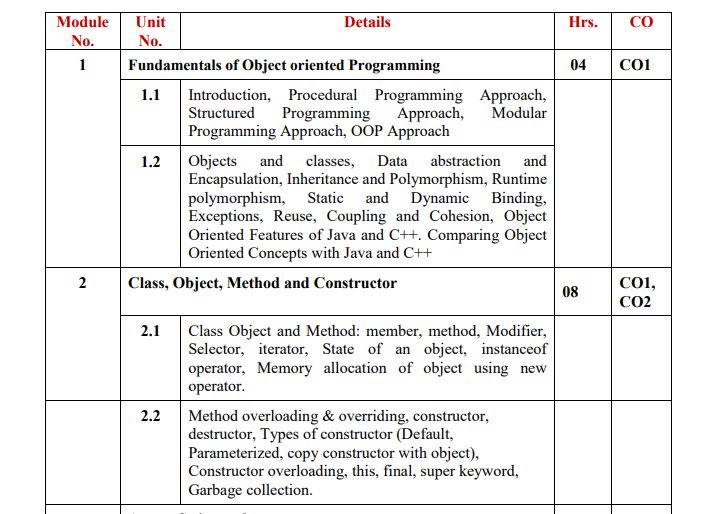 Module No. Unit No. Details Hrs. CO
1 Fundamentals of Object oriented Programming 04 CO1
1.1 Introduction, Procedural Programming Approach,
Structured Programming Approach, Modular
Programming Approach, OOP Approach
1.2 Objects and classes, Data abstraction and
Encapsulation, Inheritance and Polymorphism, Runtime
polymorphism, Static and Dynamic Binding,
Exceptions, Reuse, Coupling and Cohesion, Object
Oriented Features of Java and C++. Comparing Object
Oriented Concepts with Java and C++
2 Class, Object, Method and Constructor 08 CO1, CO2
2.1 Class Object and Method: member, method, Modifier,
Selector, iterator, State of an object, instanceof
operator, Memory allocation of object using new
operator.
2.2 Method overloading & overriding, constructor,
destructor, Types of constructor (Default,
Parameterized, copy constructor with object),
Constructor overloading, this, final, super keyword,
Garbage collection.